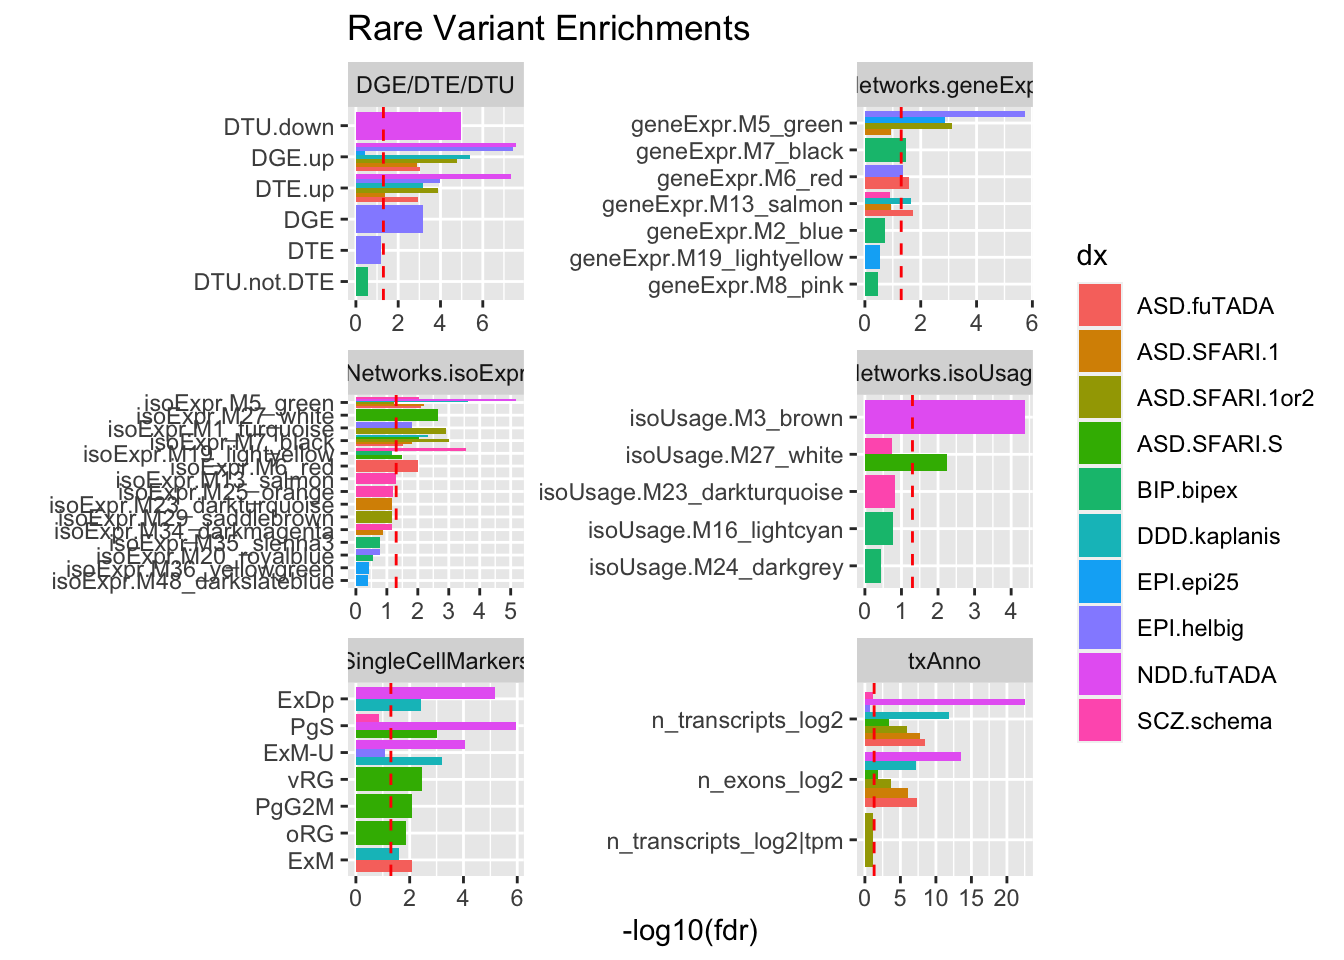 Rare Variant Enrichments
DGE/DTE/DTU
DTU.down
DGE.up
DTE.up
DGE
DTE
DTU.not.DTE
0 2 4 6
letworks.geneExp
geneExpr.M5_green
geneExpr.M7_black
geneExpr.M6_red
geneExpr.M13_salmon
geneExpr.M2_blue
geneExpr.M19_lightyellow
geneExpr.M8_pink
0 2 4 6
Networks.isoExpr
isoExpr.M5_green
isoExpr.M27_white
isoExpr.M1_turquoise
isoExpr.M7_black
isoExpr.M19_lightyellow
isoExpr.M6_red
isoExpr.M13_salmon
isoExpr.M25_orange
isoExpr.M23_darkturquoise
isoExpr.M29_saddlebrown
isoExpr.M34_darkmagenta
isoExpr.M35_sienna3
isoExpr.M20_royalblue
isoExpr.M36_yellowgreen
isoExpr.M48_darkslateblue
0 1 2 3 4 5
letworks.isoUsag
isoUsage.M3_brown
isoUsage.M27_white
isoUsage.M23_darkturquoise
isoUsage.M16_lightcyan
isoUsage.M24_darkgrey
0 1 2 3 4
SingleCellMarkers
ExDp
PgS
ExM-U
vRG
PgG2M
oRG
ExM
0 2 4 6
txAnno
n_transcripts_log2
n_exons_log2
n_transcripts_log2|tpm
0 5 10 15 20
-log10(fdr)
dx
ASD.fuTADA
ASD.SFARI.1
ASD.SFARI.1or2
ASD.SFARI.S
BIP.bipex
DDD.kaplanis
EPI.epi25
EPI.helbig
NDD.fuTADA
SCZ.schema